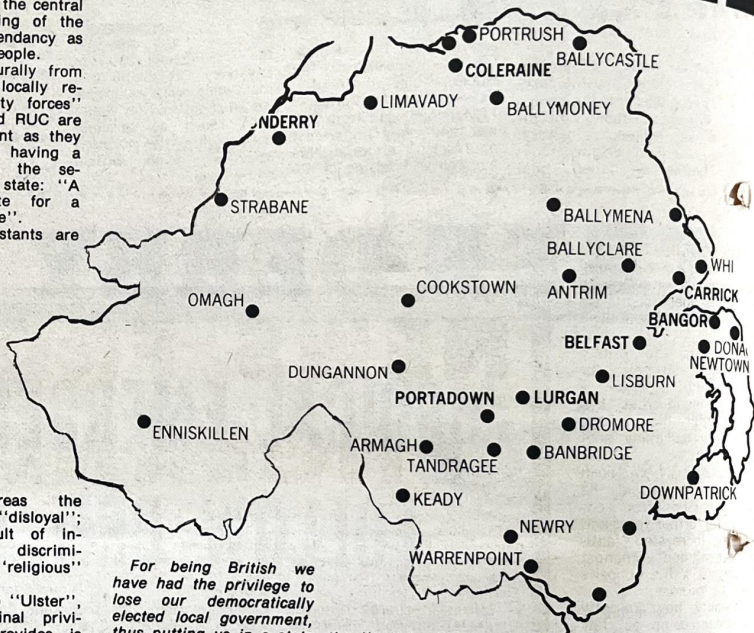 the central
ing of the
endancy as
eople.
urally from
locally re-
ty forces"
d RUC are
nt as they
having a
the se-
state: "A
te for a
e".
stants are
PORTRUSH
BALLYCASTLE
COLERAINE
LIMAVADY
BALLYMONEY
NDERRY
STRABANE
BALLYMENA
BALLYCLARE
WHI
ANTRIM
CARRICK
OMAGH
COOKSTOWN
BANGOR
BELFAST
DONA
NEWTOWN
DUNGANNON
LISBURN
PORTADOWN
LURGAN
ENNISKILLEN
DROMORE
ARMAGH
TANDRAGEE
BANBRIDGE
DOWNPATRICK
KEADY
NEWRY
WARRENPOINT
reas the
"disloyal";
ult of in-
discrimi-
'religious"
"Ulster",
inal privi-
For being British we
have had the privilege to
lose our democratically
elected local government,